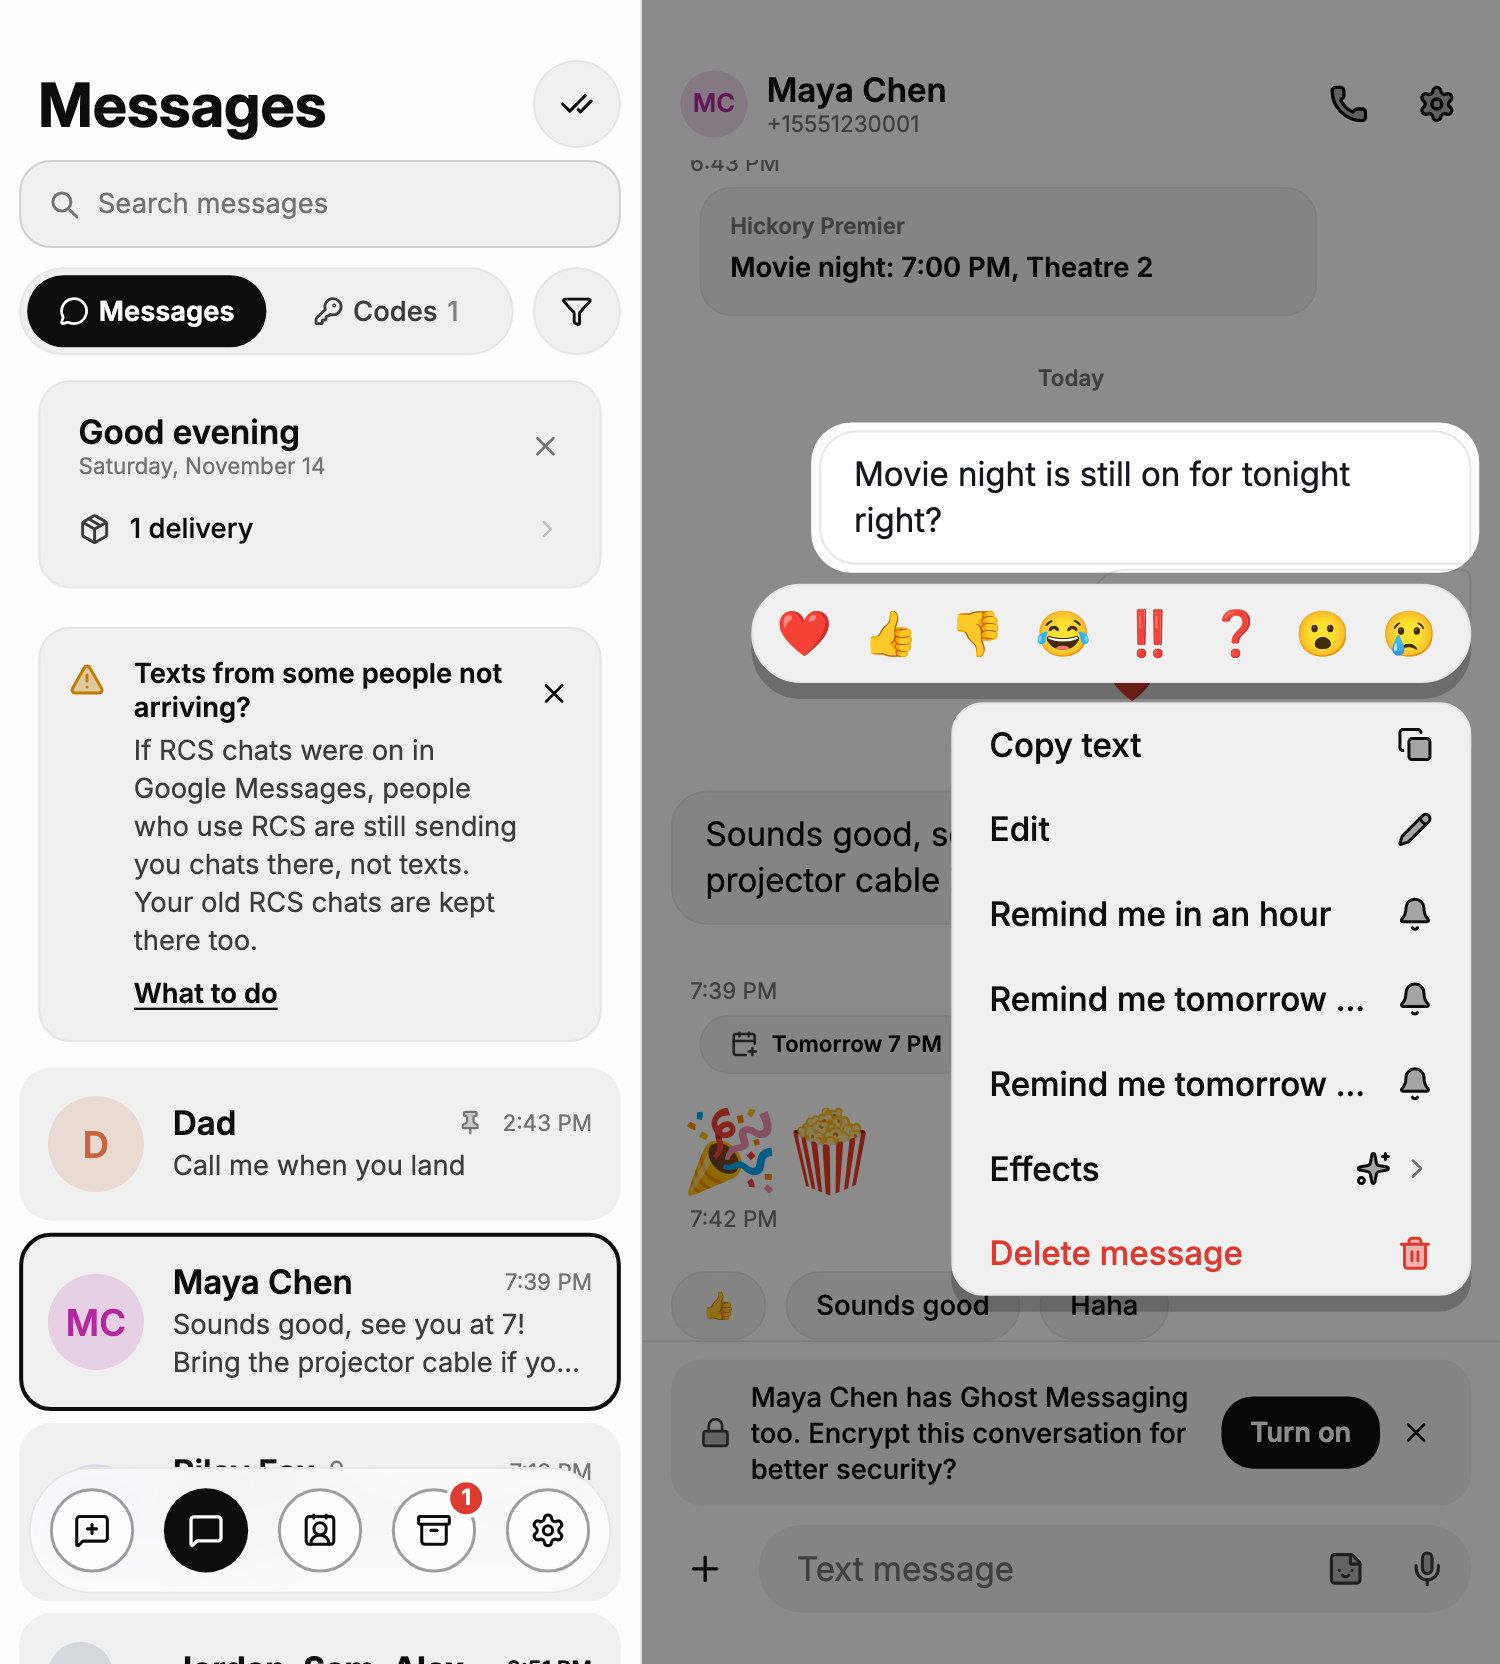 Messages
Search messages
Messages
Codes 1
Good evening
Saturday, November 14
1 delivery
Texts from some people not
arriving?
If RCS chats were on in
Google Messages, people
who use RCS are still sending
you chats there, not texts.
Your old RCS chats are kept
there too.
What to do
D
Dad
2:43 PM
Call me when you land
MC
Maya Chen
7:39 PM
Sounds good, see you at 7!
Bring the projector cable if yo...
1
MC
Maya Chen
+15551230001
6:43 PM
Hickory Premier
Movie night: 7:00 PM, Theatre 2
Today
Movie night is still on for tonight
right?
Copy text
Edit
Remind me in an hour
Remind me tomorrow ...
Remind me tomorrow ...
Effects
Delete message
Sounds good, s
projector cable
7:39 PM
Tomorrow 7 PM
7:42 PM
Sounds good
Haha
Maya Chen has Ghost Messaging
too. Encrypt this conversation for
better security?
Turn on
Text message